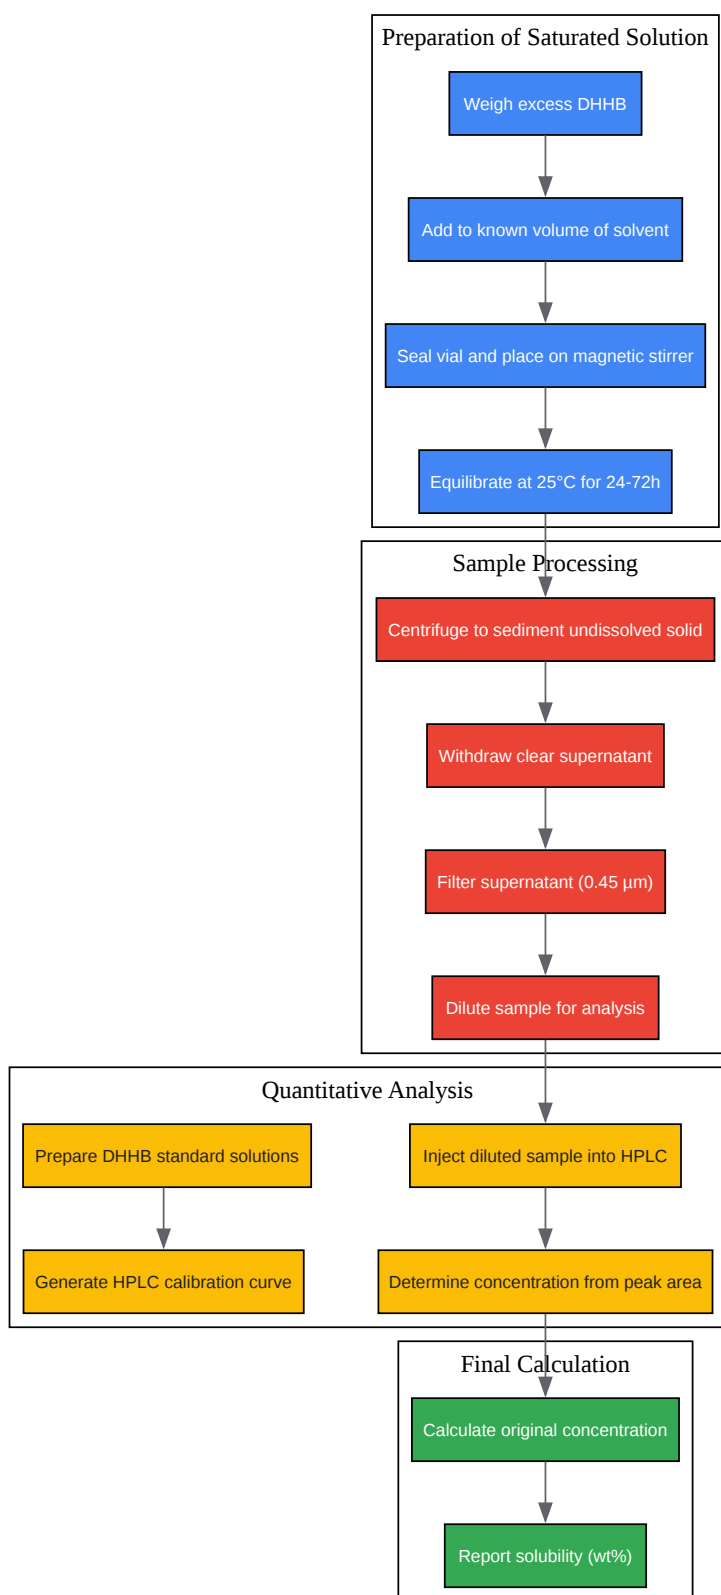 Preparation of Saturated Solution
Weigh excess DHHB
Add to known volume of solvent
Seal vial and place on magnetic stirrer
Equilibrate at 25°C for 24-72h
Sample Processing
Centrifuge to sediment undissolved solid
Withdraw clear supernatant
Filter supernatant (0.45 µm)
Dilute sample for analysis
Quantitative Analysis
Prepare DHHB standard solutions
Inject diluted sample into HPLC
Generate HPLC calibration curve
Determine concentration from peak area
Final Calculation
Calculate original concentration
Report solubility (wt%)